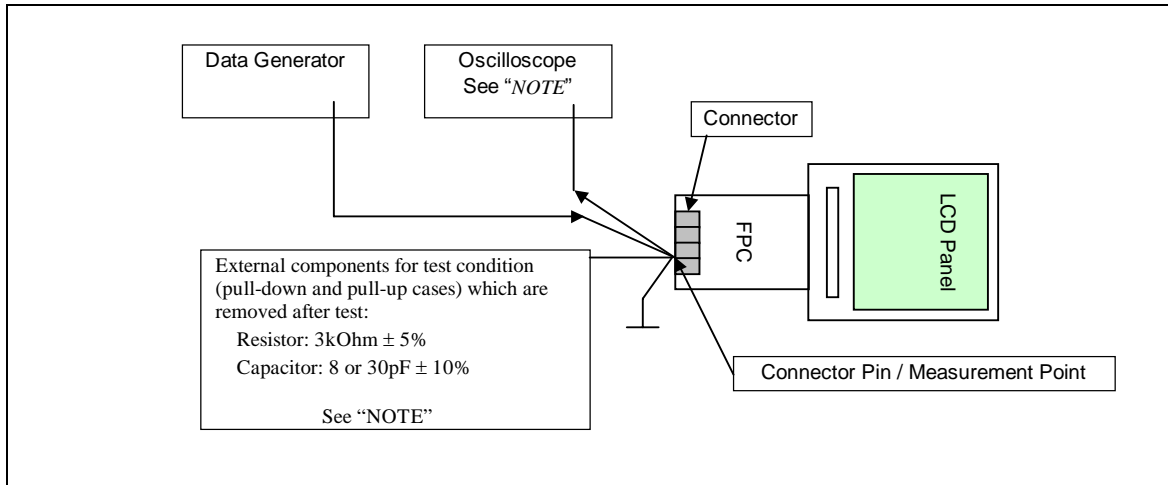 Data Generator
Oscilloscope
See “NOTE”
Connector
FPC
LCD Panel
External components for test condition
(pull-down and pull-up cases) which are
removed after test:
Resistor: 3kOhm ± 5%
Capacitor: 8 or 30pF ± 10%
See “NOTE”
Connector Pin / Measurement Point